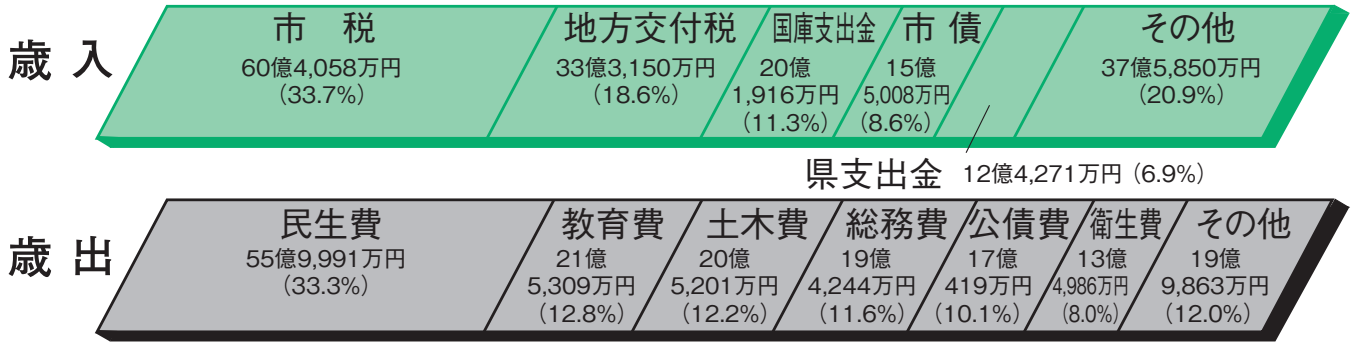 歳入
市税
60億4,058万円
(33.7%)
地方交付税
33億3,150万円
(18.6%)
国庫支出金
20億
1,916万円
(11.3%)
市債
15億
5,008万円
(8.6%)
その他
37億5,850万円
(20.9%)
県支出金 12億4,271万円(6.9%)
歳出
民生費
55億9,991万円
(33.3%)
教育費
21億
5,309万円
(12.8%)
土木費
20億
5,201万円
(12.2%)
総務費
19億
4,244万円
(11.6%)
公債費
17億
419万円
(10.1%)
衛生費
13億
4,986万円
(8.0%)
その他
19億
9,863万円
(12.0%)